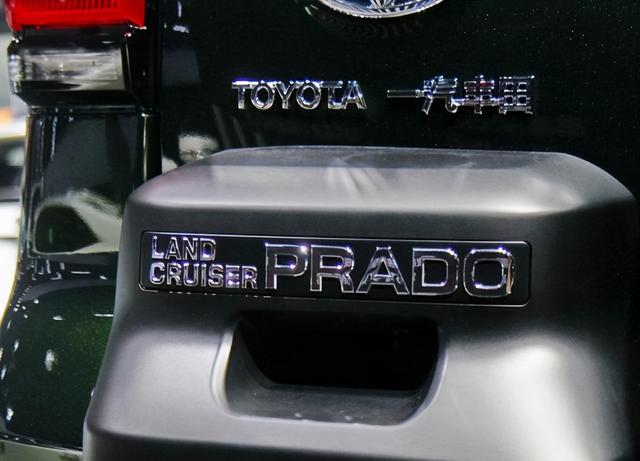 TOYOTA 一汽丰田
LAND
CRUISER PRADO